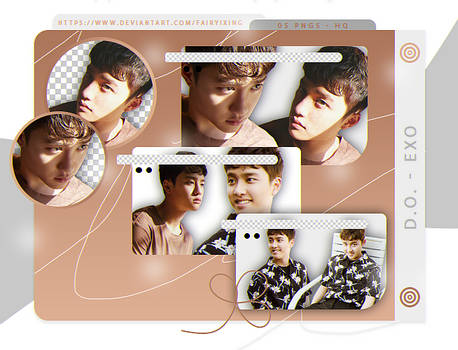 HTTPS://WWW.DEVIANTART.COM/FAIRYIXING
05 PNGS - HQ
D.O. - EXO